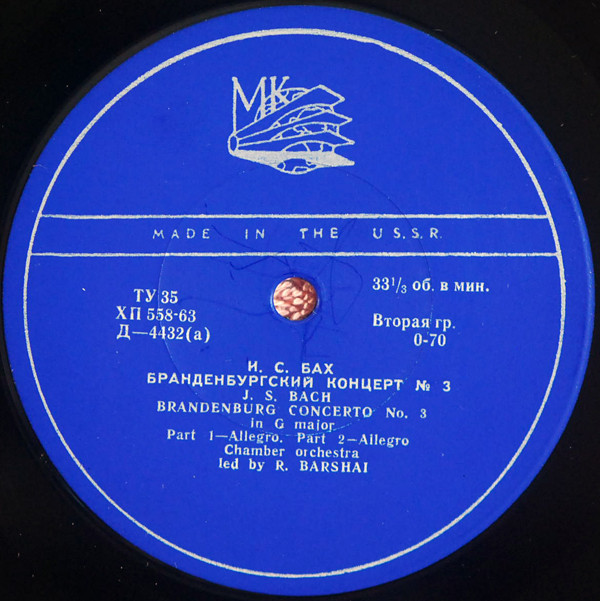 МК
MADE IN THE U.S.S.R.
ТУ 35
ХП 558-63
Д—4432(а)
33 1/3 об. в мин.
Вторая гр.
0-70
И. С. БАХ
БРАНДЕНБУРГСКИЙ КОНЦЕРТ № 3
J. S. BACH
BRANDENBURG CONCERTO No. 3
in G major
Part 1—Allegro. Part 2—Allegro
Chamber orchestra
led by R. BARSHAI